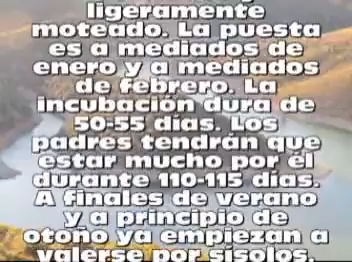 ligeramente
moteado. La puesta
es a mediados de
enero y a mediados
de febrero. La
incubación dura de
50-55 días. Los
padres tendrán que
estar mucho por él
durante 110-115 días.
A finales de verano
y a principio de
otoño ya empiezan a
valerse por sísolos.